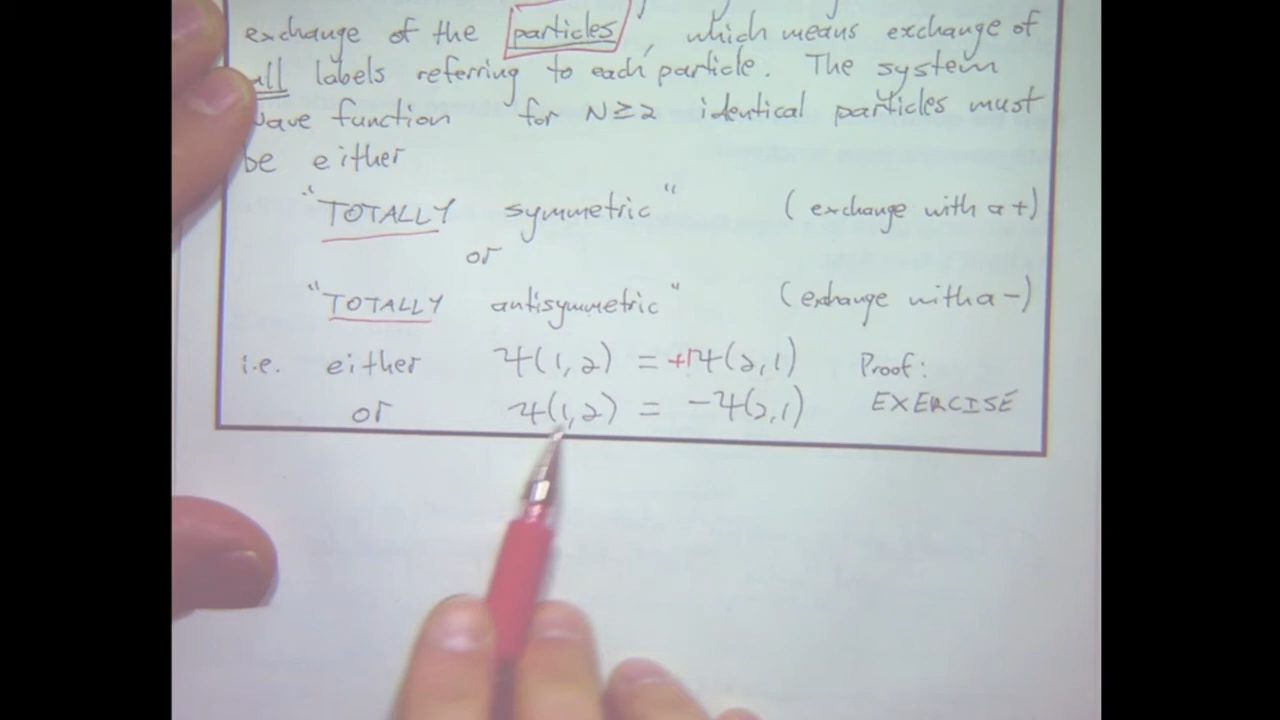 exchange of the particles, which means exchange of
all labels referring to each particle. The system
wave function for N ≥ 2 identical particles must
be either
"TOTALLY symmetric" (exchange with a +)
or
"TOTALLY antisymmetric" (exchange with a -)
i.e. either Ψ(1,2) = +1Ψ(2,1) Proof:
or Ψ(1,2) = -Ψ(2,1) EXERCISE